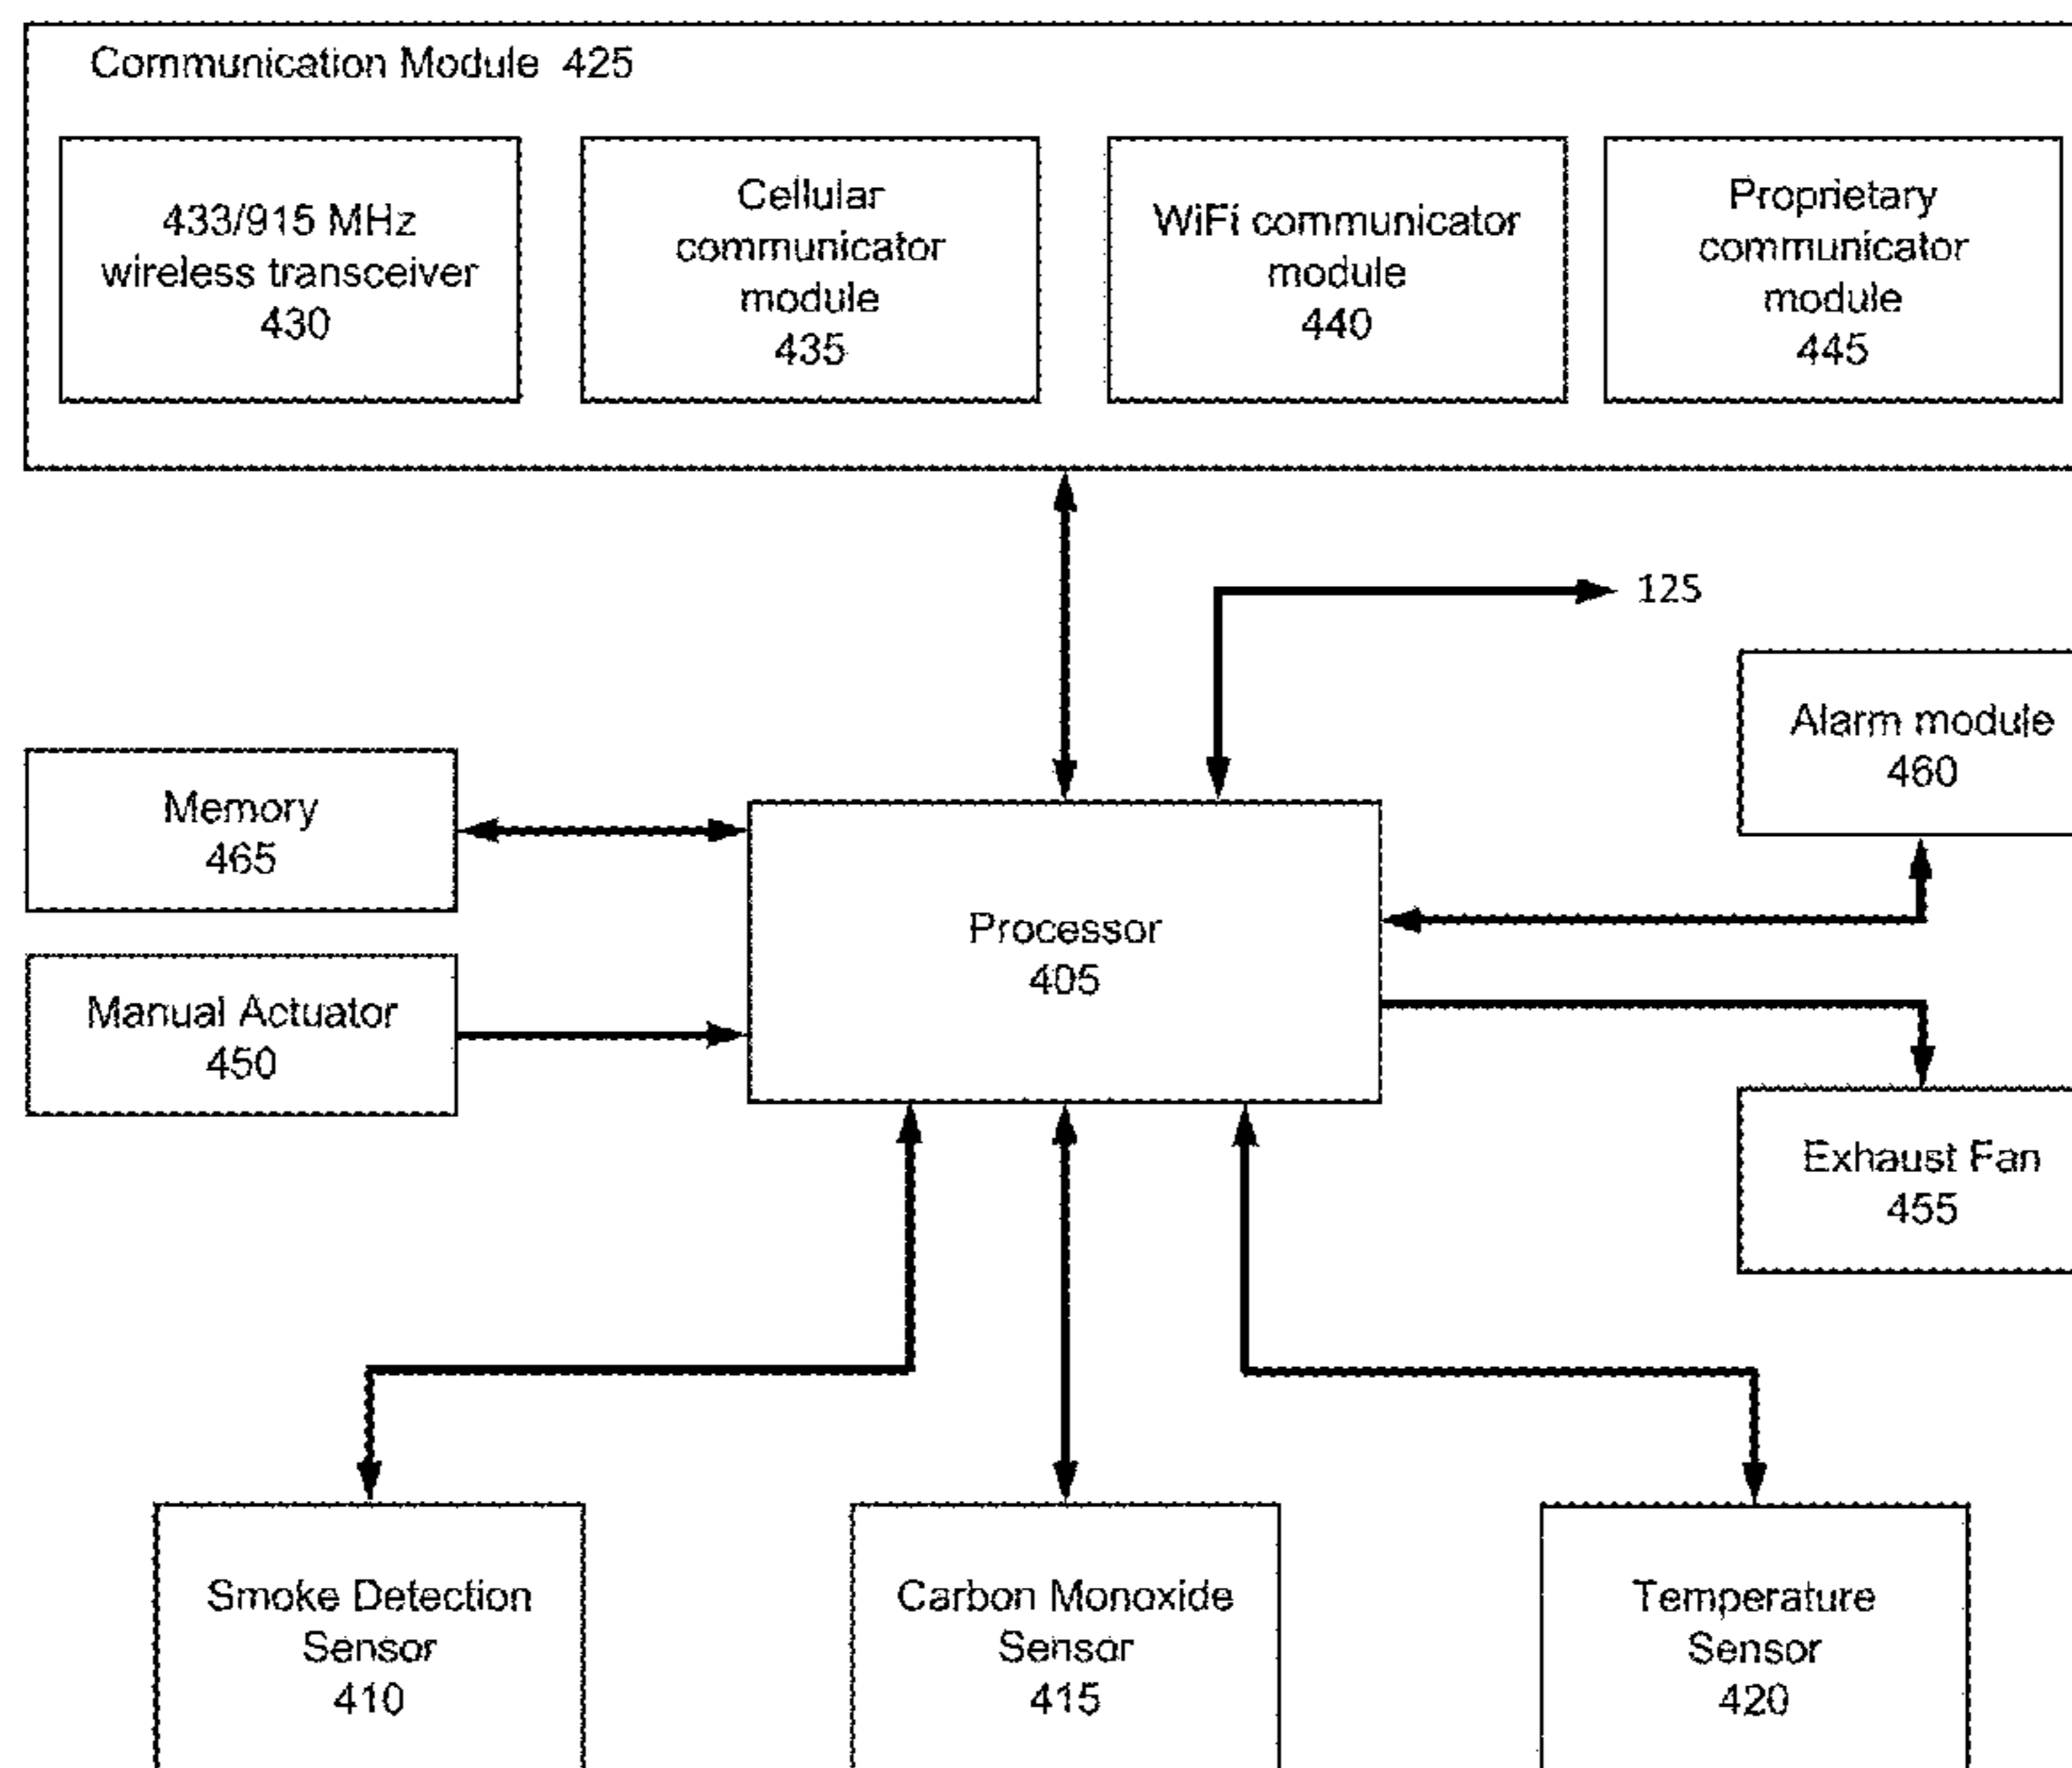 Communication Module 425
433/915 MHz
wireless transceiver
430
Cellular
communicator
module
435
WiFi communicator
module
440
Proprietary
communicator
module
445
125
Alarm module
460
Memory
465
Processor
405
Manual Actuator
450
Exhaust Fan
455
Smoke Detection
Sensor
410
Carbon Monoxide
Sensor
415
Temperature
Sensor
420